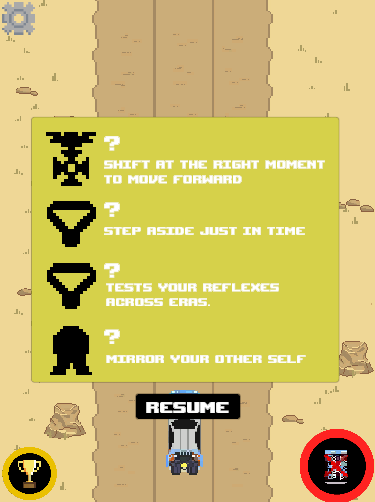 ?
SHIFT AT THE RIGHT MOMENT
TO MOVE FORWARD
?
STEP ASIDE JUST IN TIME
?
TESTS YOUR REFLEXES
ACROSS ERAS.
?
MIRROR YOUR OTHER SELF
RESUME